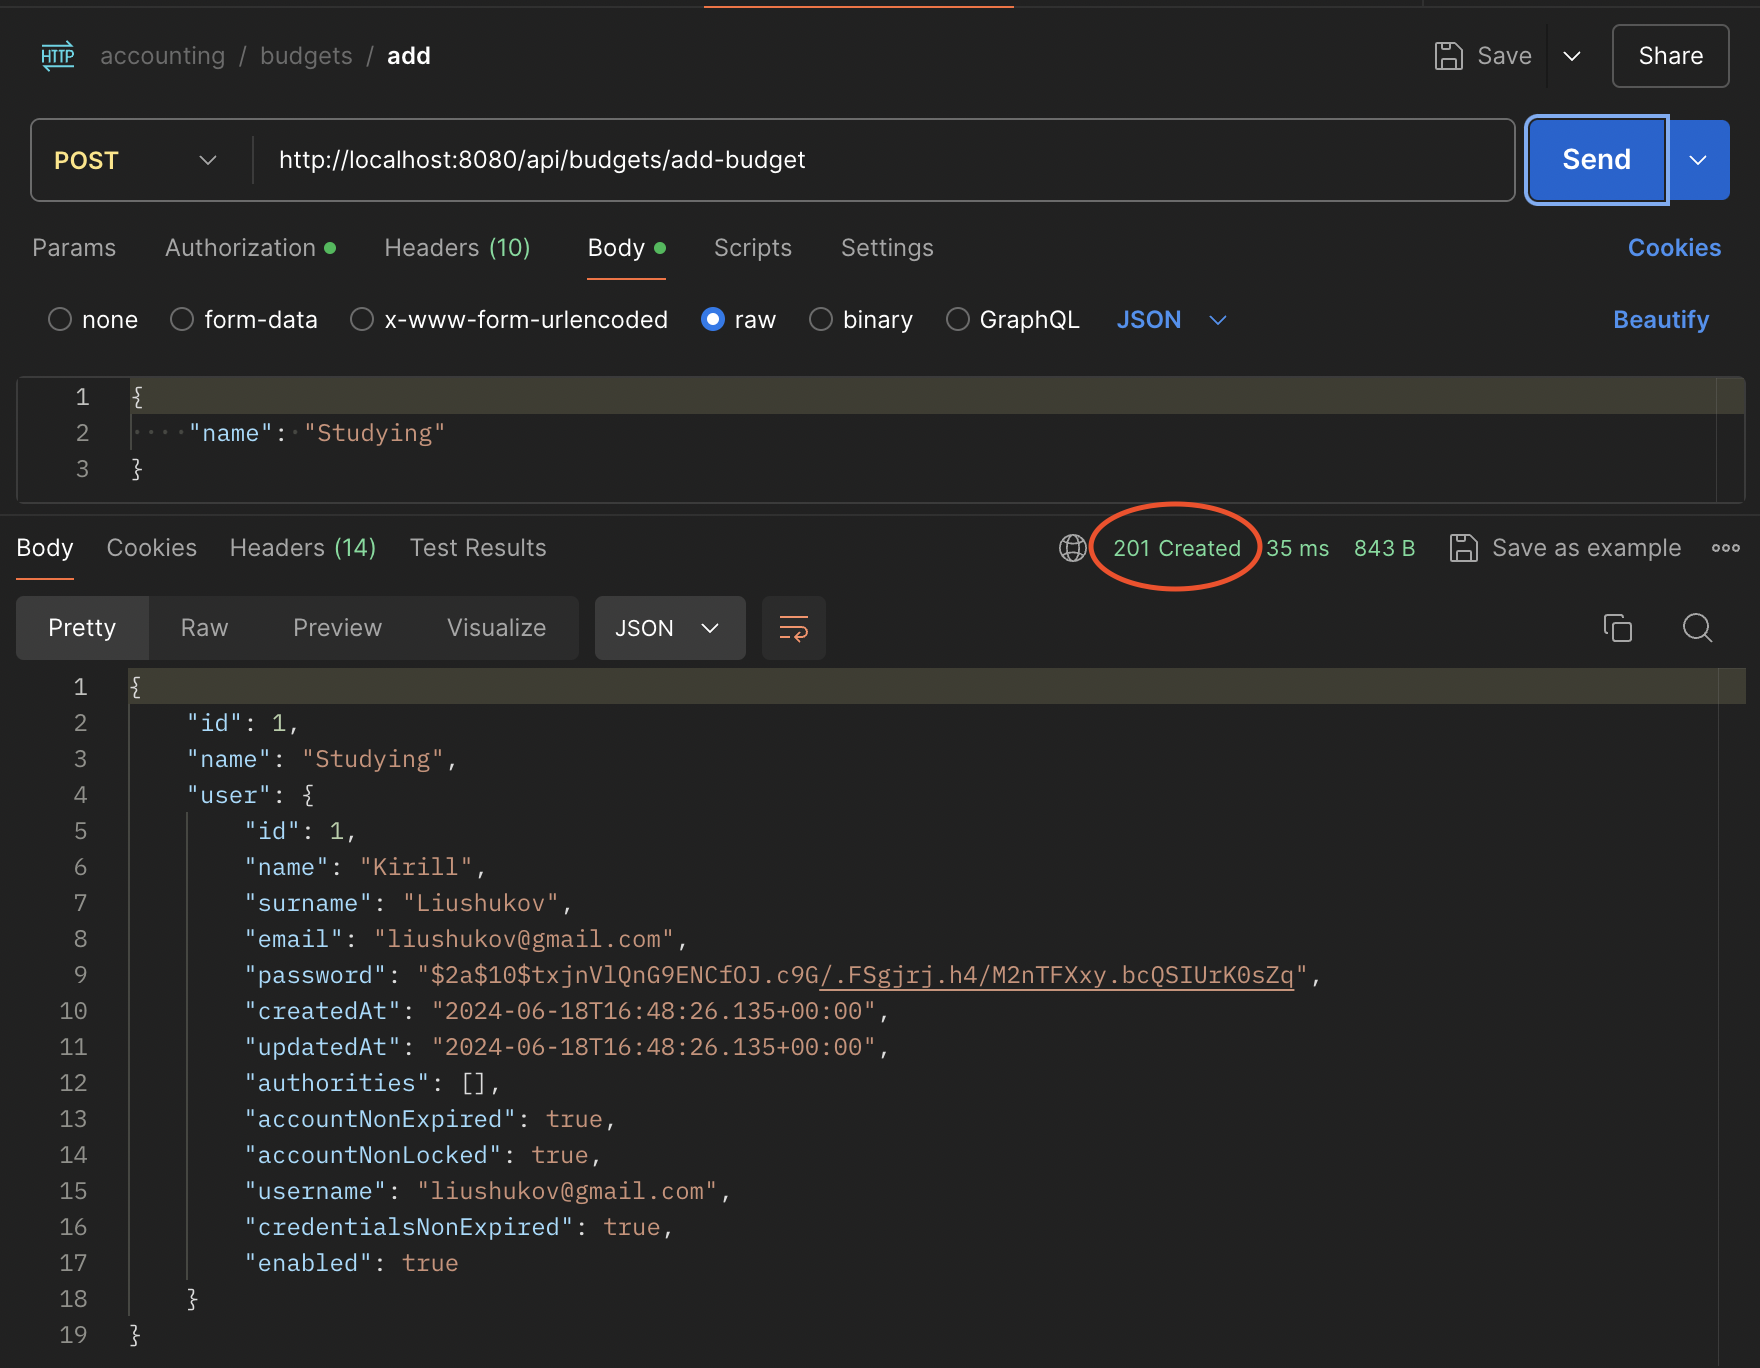 HTTP accounting / budgets / add Save Share
POST http://localhost:8080/api/budgets/add-budget Send
Params Authorization Headers (10) Body Scripts Settings Cookies
none form-data x-www-form-urlencoded raw binary GraphQL JSON Beautify
1 {
2 "name": "Studying"
3 }
Body Cookies Headers (14) Test Results 201 Created 35 ms 843 B Save as example
Pretty Raw Preview Visualize JSON
1 {
2 "id": 1,
3 "name": "Studying",
4 "user": {
5 "id": 1,
6 "name": "Kirill",
7 "surname": "Liushukov",
8 "email": "liushukov@gmail.com",
9 "password": "$2a$10$txjnVlQnG9ENCfOJ.c9G/.FSgjrj.h4/M2nTFXxy.bcQSIUrK0sZq",
10 "createdAt": "2024-06-18T16:48:26.135+00:00",
11 "updatedAt": "2024-06-18T16:48:26.135+00:00",
12 "authorities": [],
13 "accountNonExpired": true,
14 "accountNonLocked": true,
15 "username": "liushukov@gmail.com",
16 "credentialsNonExpired": true,
17 "enabled": true
18 }
19 }